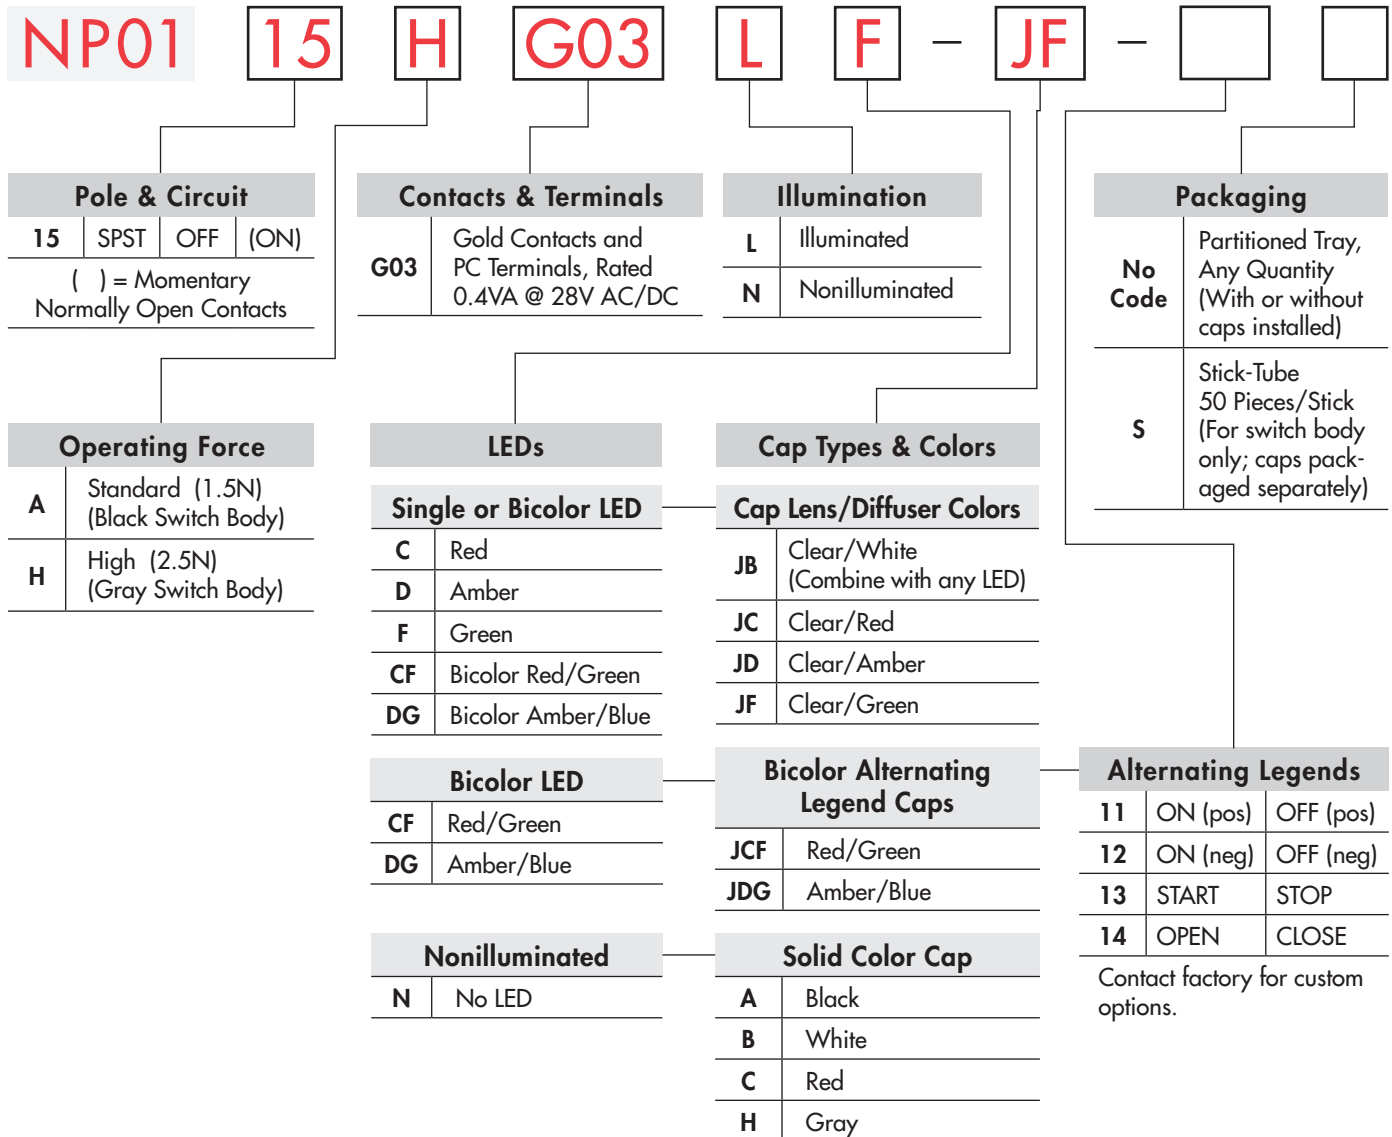 NP01 15 H G03 L F – JF –
Pole & Circuit
15 SPST OFF (ON)
( ) = Momentary
Normally Open Contacts
Contacts & Terminals
G03
Gold Contacts and
PC Terminals, Rated
0.4VA @ 28V AC/DC
Illumination
L Illuminated
N Nonilluminated
Packaging
No
Code
Partitioned Tray,
Any Quantity
(With or without
caps installed)
S
Stick-Tube
50 Pieces/Stick
(For switch body
only; caps pack-
aged separately)
Operating Force
A
Standard (1.5N)
(Black Switch Body)
H
High (2.5N)
(Gray Switch Body)
LEDs
Single or Bicolor LED
C Red
D Amber
F Green
CF Bicolor Red/Green
DG Bicolor Amber/Blue
Cap Types & Colors
Cap Lens/Diffuser Colors
JB
Clear/White
(Combine with any LED)
JC Clear/Red
JD Clear/Amber
JF Clear/Green
Bicolor LED
CF Red/Green
DG Amber/Blue
Bicolor Alternating
Legend Caps
JCF Red/Green
JDG Amber/Blue
Alternating Legends
11 ON (pos) OFF (pos)
12 ON (neg) OFF (neg)
13 START STOP
14 OPEN CLOSE
Contact factory for custom
options.
Nonilluminated
N No LED
Solid Color Cap
A Black
B White
C Red
H Gray